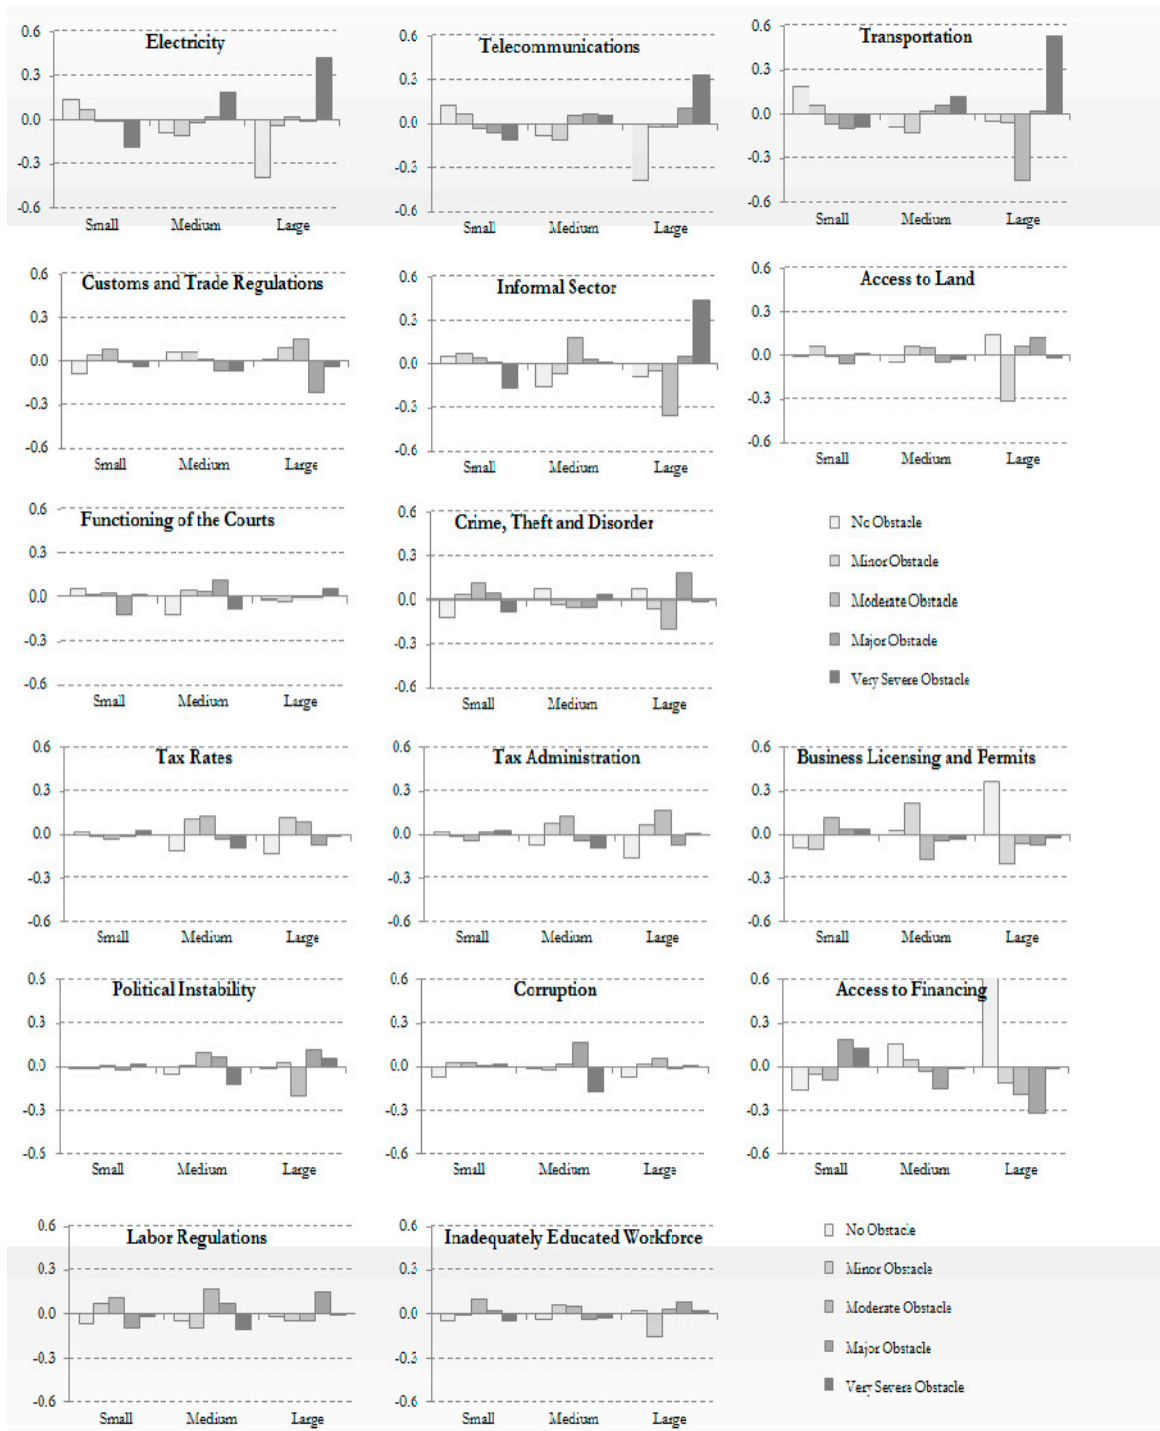 Electricity
0.6
0.3
0.0
-0.3
-0.6
Small Medium Large
Telecommunications
0.6
0.3
0.0
-0.3
-0.6
Small Medium Large
Transportation
0.6
0.3
0.0
-0.3
-0.6
Small Medium Large
Customs and Trade Regulations
0.6
0.3
0.0
-0.3
-0.6
Small Medium Large
Informal Sector
0.6
0.3
0.0
-0.3
-0.6
Small Medium Large
Access to Land
0.6
0.3
0.0
-0.3
-0.6
Small Medium Large
Functioning of the Courts
0.6
0.3
0.0
-0.3
-0.6
Small Medium Large
Crime, Theft and Disorder
0.6
0.3
0.0
-0.3
-0.6
Small Medium Large
No Obstacle
Minor Obstacle
Moderate Obstacle
Major Obstacle
Very Severe Obstacle
Tax Rates
0.6
0.3
0.0
-0.3
-0.6
Small Medium Large
Tax Administration
0.6
0.3
0.0
-0.3
-0.6
Small Medium Large
Business Licensing and Permits
0.6
0.3
0.0
-0.3
-0.6
Small Medium Large
Political Instability
0.6
0.3
0.0
-0.3
-0.6
Small Medium Large
Corruption
0.6
0.3
0.0
-0.3
-0.6
Small Medium Large
Access to Financing
0.6
0.3
0.0
-0.3
-0.6
Small Medium Large
Labor Regulations
0.6
0.3
0.0
-0.3
-0.6
Small Medium Large
Inadequately Educated Workforce
0.6
0.3
0.0
-0.3
-0.6
Small Medium Large
No Obstacle
Minor Obstacle
Moderate Obstacle
Major Obstacle
Very Severe Obstacle